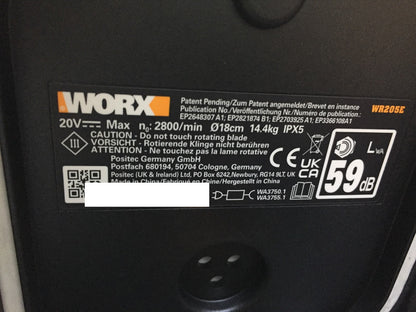 WORX
Patent Pending/Zum Patent angemeldet/Brevet en instance
Publication No./Veröffentlichung Nr./Numéro de publication.:
EP2648307 A1; EP2821874 B1; EP2703925 A1; EP3366108A1
WR205E
20V Max n₀: 2800/min Ø18cm 14.4kg IPX5
CAUTION - Do not touch rotating blade
VORSICHT - Rotierende Klinge nicht berühren
ATTENTION - Ne touchez pas la lame rotative
III
Positec Germany GmbH
Postfach 680194, 50704 Cologne, Germany
Positec (UK & Ireland) Ltd, PO Box 6242, Newbury, RG14 9LT, UK
Made in China/Fabriqué en Chine/Hergestellt in China
WA3750.1
WA3755.1
CE
UK
CA
LWA
59dB